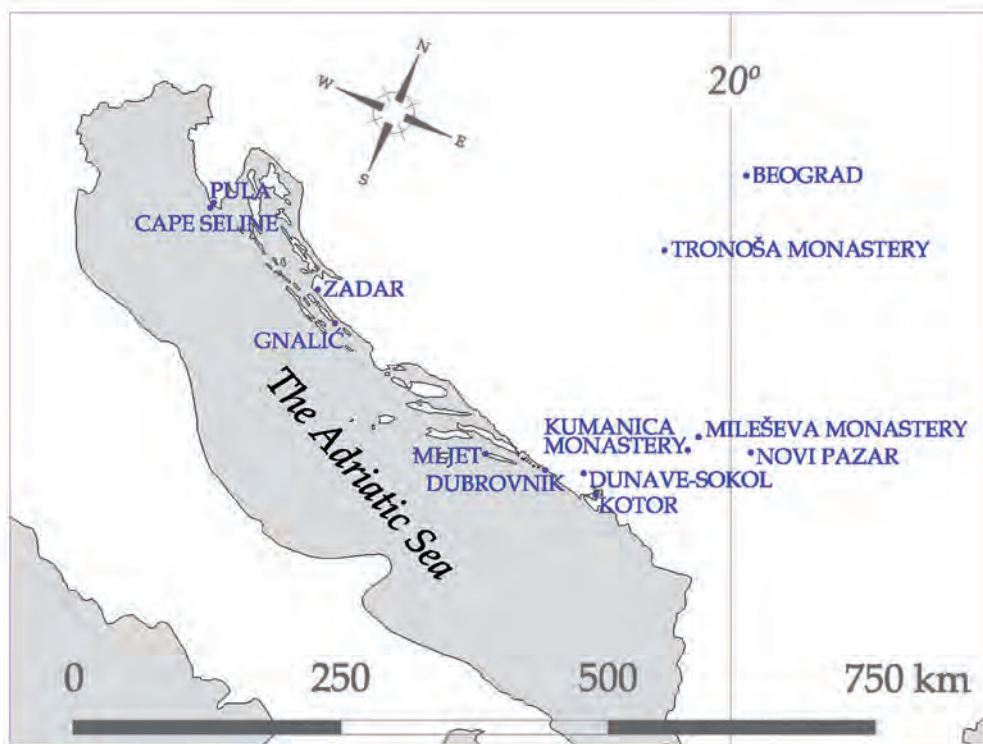 N
W
E
S
20º
BEOGRAD
PULA
CAPE SELINE
TRONOŠA MONASTERY
ZADAR
GNALIĆ
The Adriatic Sea
KUMANICA
MONASTERY
MILEŠEVA MONASTERY
MLJET
NOVI PAZAR
DUBROVNIK
DUNAVE-SOKOL
KOTOR
0 250 500 750 km